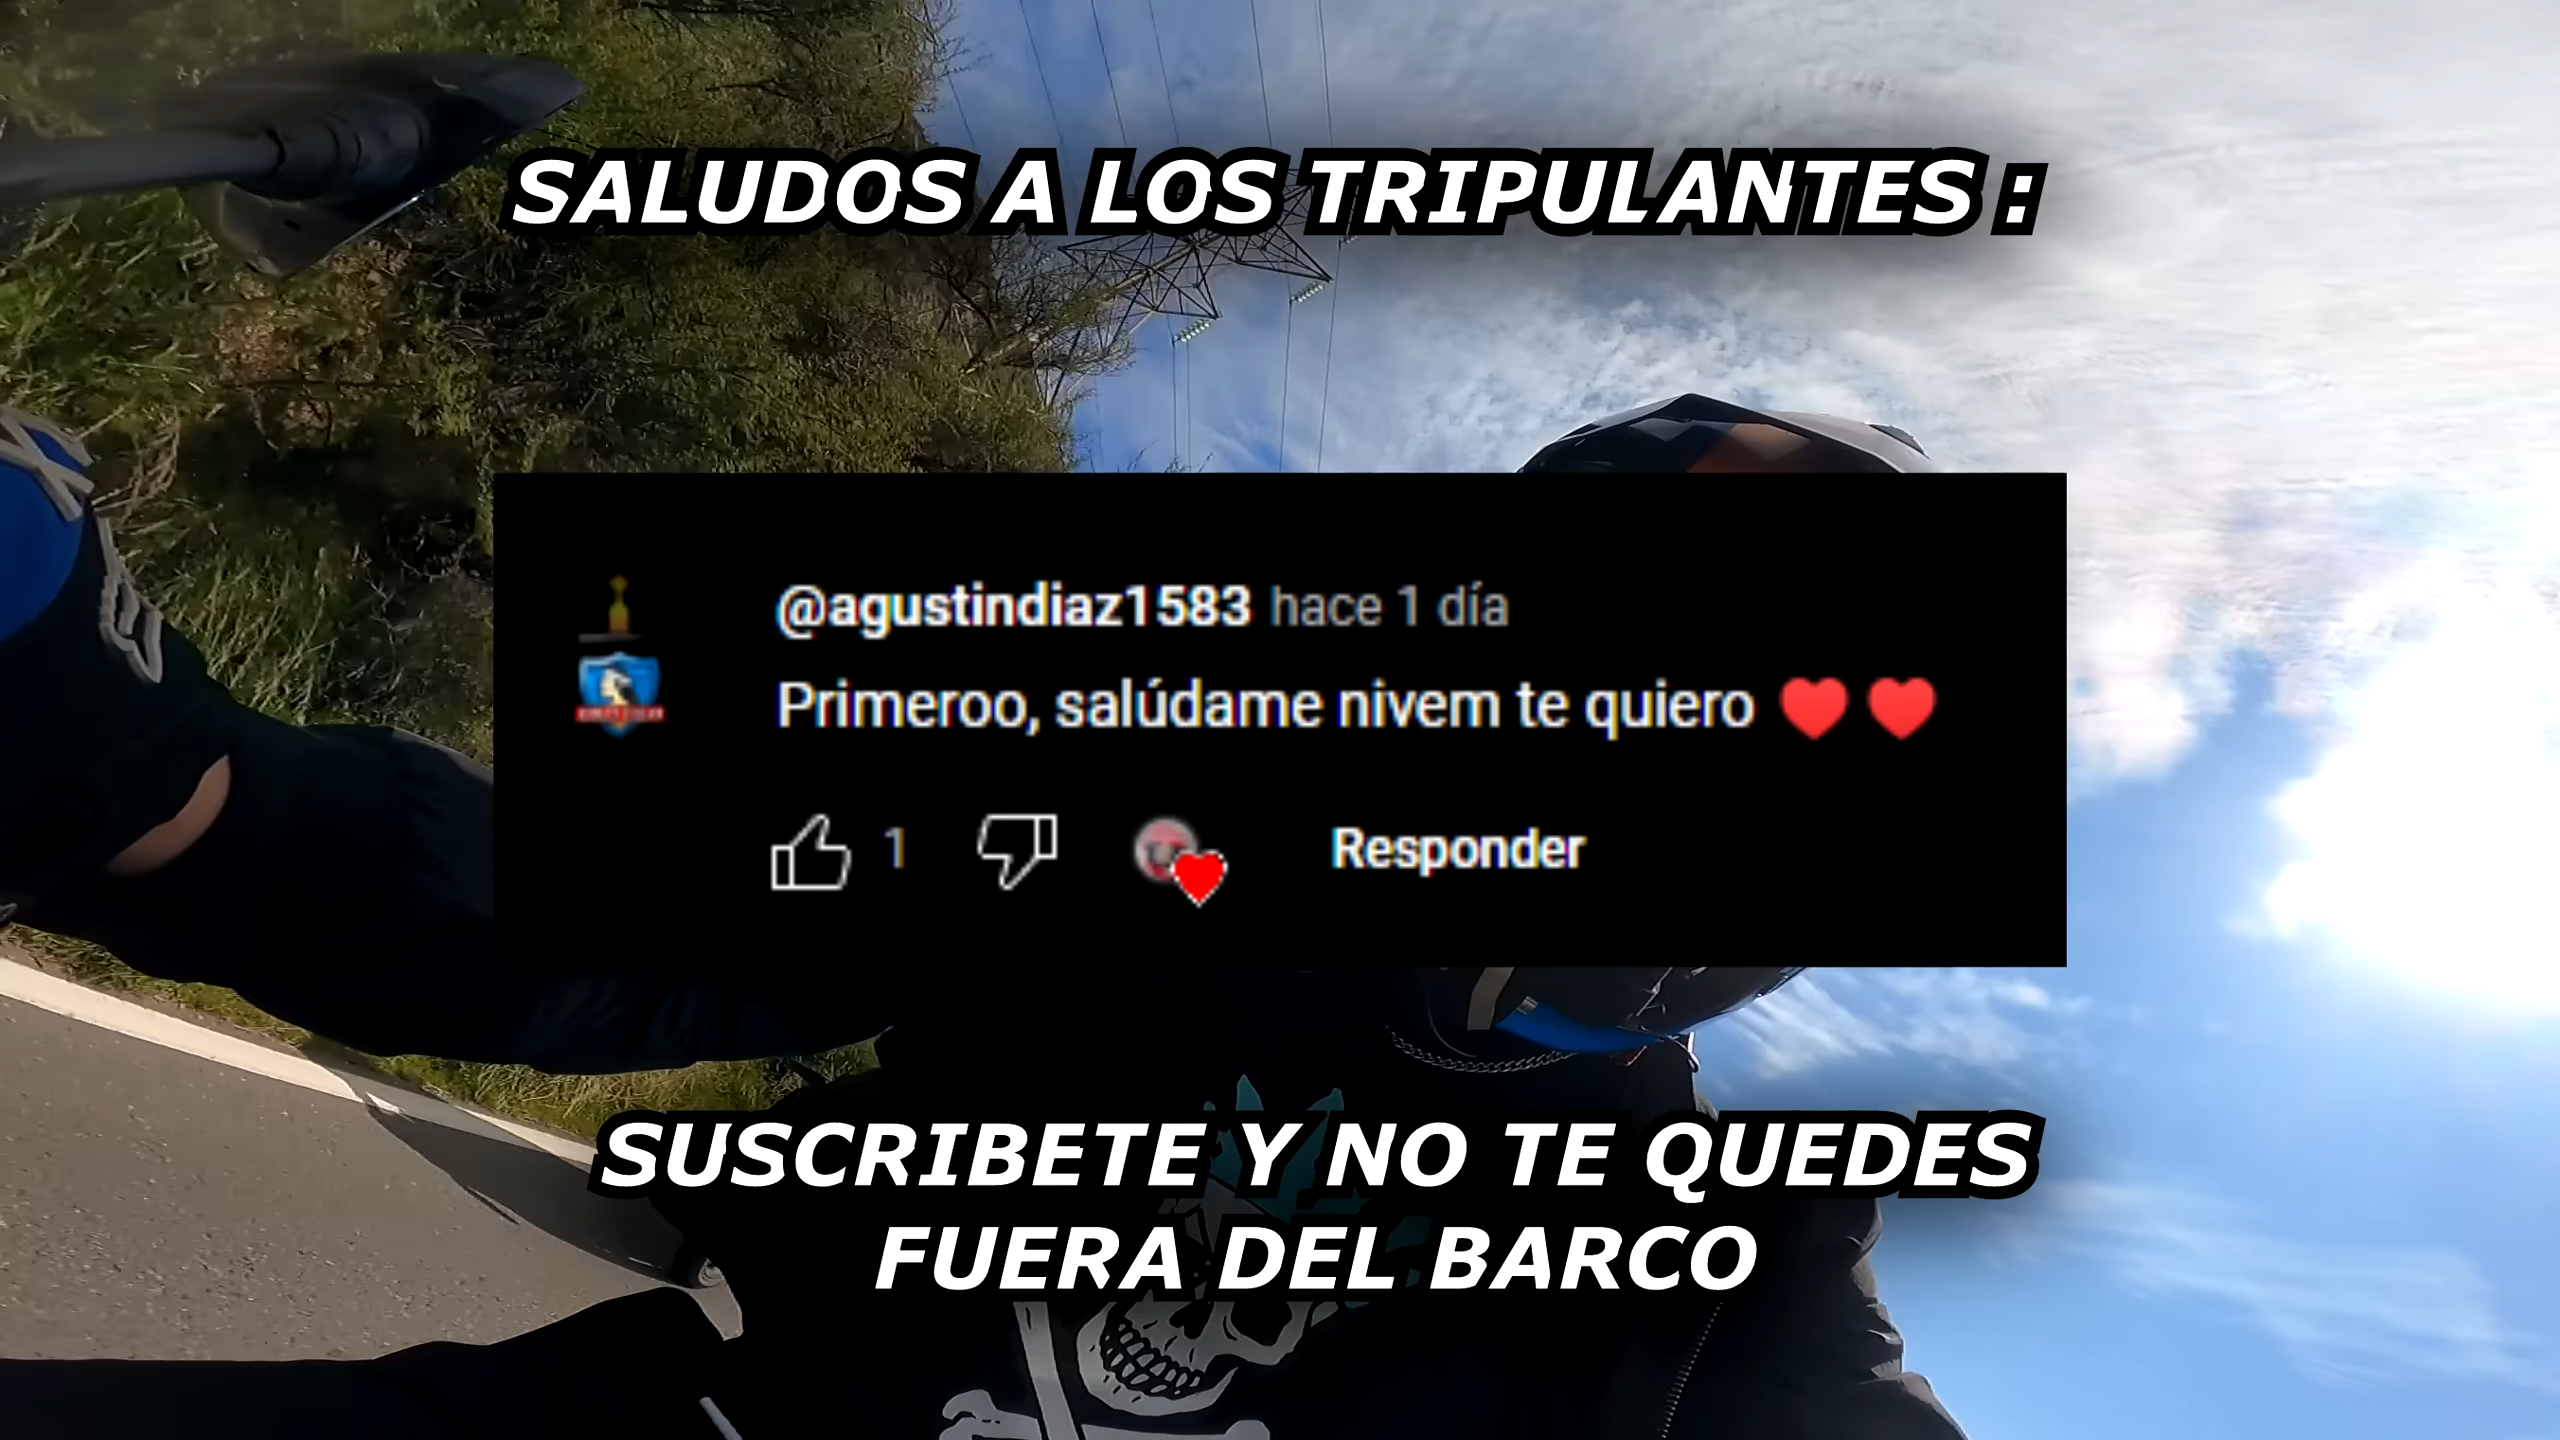 SALUDOS A LOS TRIPULANTES :
@agustindiaz1583 hace 1 día
Primeroo, salúdame nivem te quiero ♥️ ♥️
1 Responder
SUSCRIBETE Y NO TE QUEDES
FUERA DEL BARCO